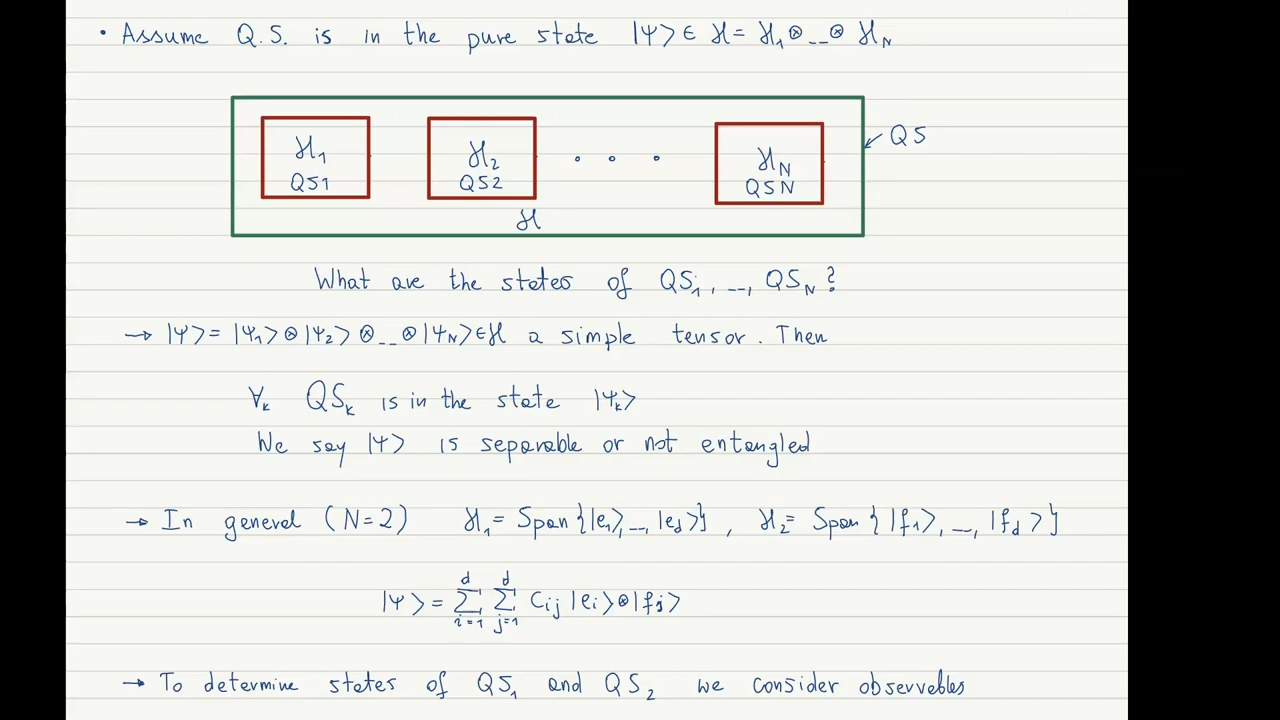 • Assume Q.S. is in the pure state |Ψ> ∈ ℋ = ℋ₁ ⊗ _ _ ⊗ ℋ_N
ℋ₁ ℋ₂ • • • ℋ_N ← QS
QS1 QS2 QSN
ℋ
What are the states of QS₁, _ _, QS_N?
→ |Ψ> = |Ψ₁> ⊗ |Ψ₂> ⊗ _ _ ⊗ |Ψ_N> ∈ ℋ a simple tensor. Then
∀ₖ QSₖ is in the state |Ψₖ>
We say |Ψ> is separable or not entangled
→ In general (N=2) ℋ₁ = Span{|e₁>, _ _, |e_d>}, ℋ₂ = Span{|f₁>, _ _, |f_d>}
|Ψ> = ∑_{i=1}^{d} ∑_{j=1}^{d} C_{ij} |e_i> ⊗ |f_j>
→ To determine states of QS₁ and QS₂ we consider observables